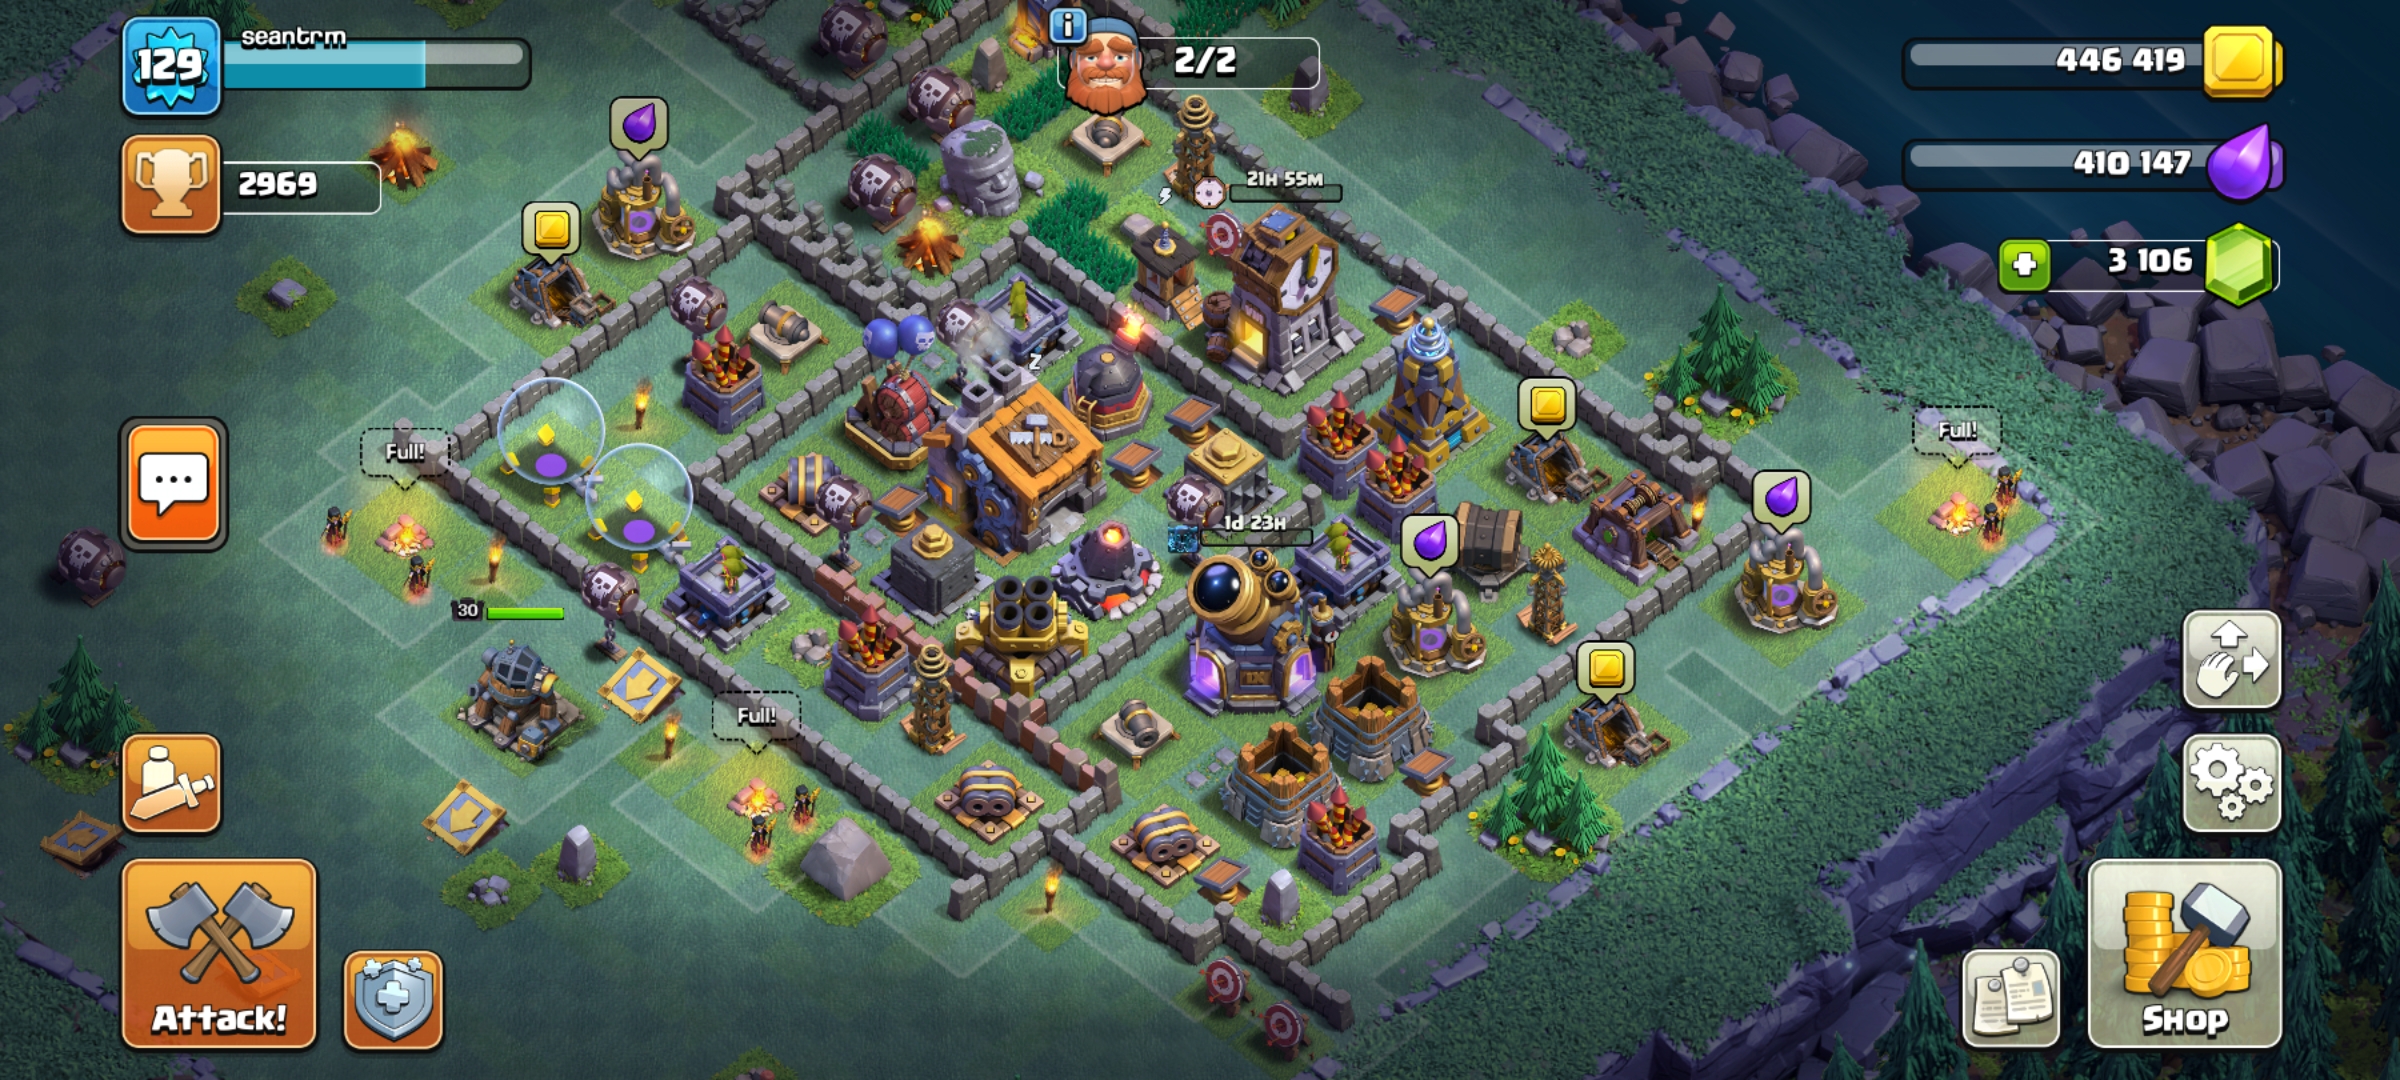 129
seantrm
2/2
446 419
2969
410 147
21H 55M
3 106
Full!
Full!
z
1d 23H
30
Full!
Attack!
Shop